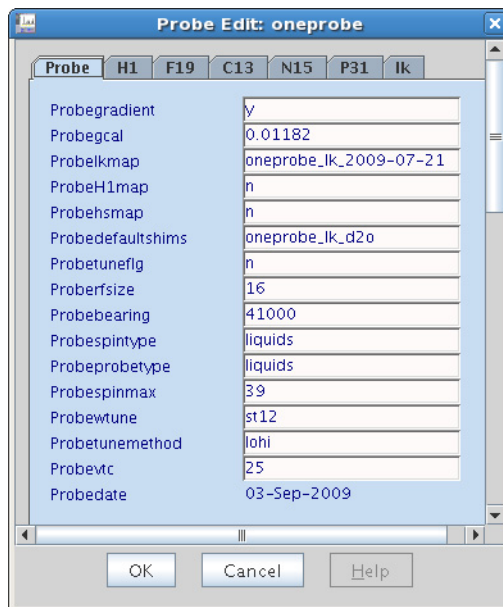 Probe Edit: oneprobe
Probe H1 F19 C13 N15 P31 lk
Probegradient y
Probegcal 0.01182
Probelkmap oneprobe_lk_2009-07-21
ProbeH1map n
Probehsmap n
Probedefaultshims oneprobe_lk_d2o
Probetuneflg n
Proberfsize 16
Probebearing 41000
Probespintype liquids
Probeprobetype liquids
Probespinmax 39
Probewtune st12
Probetunemethod lohi
Probevtc 25
Probedate 03-Sep-2009
OK Cancel Help